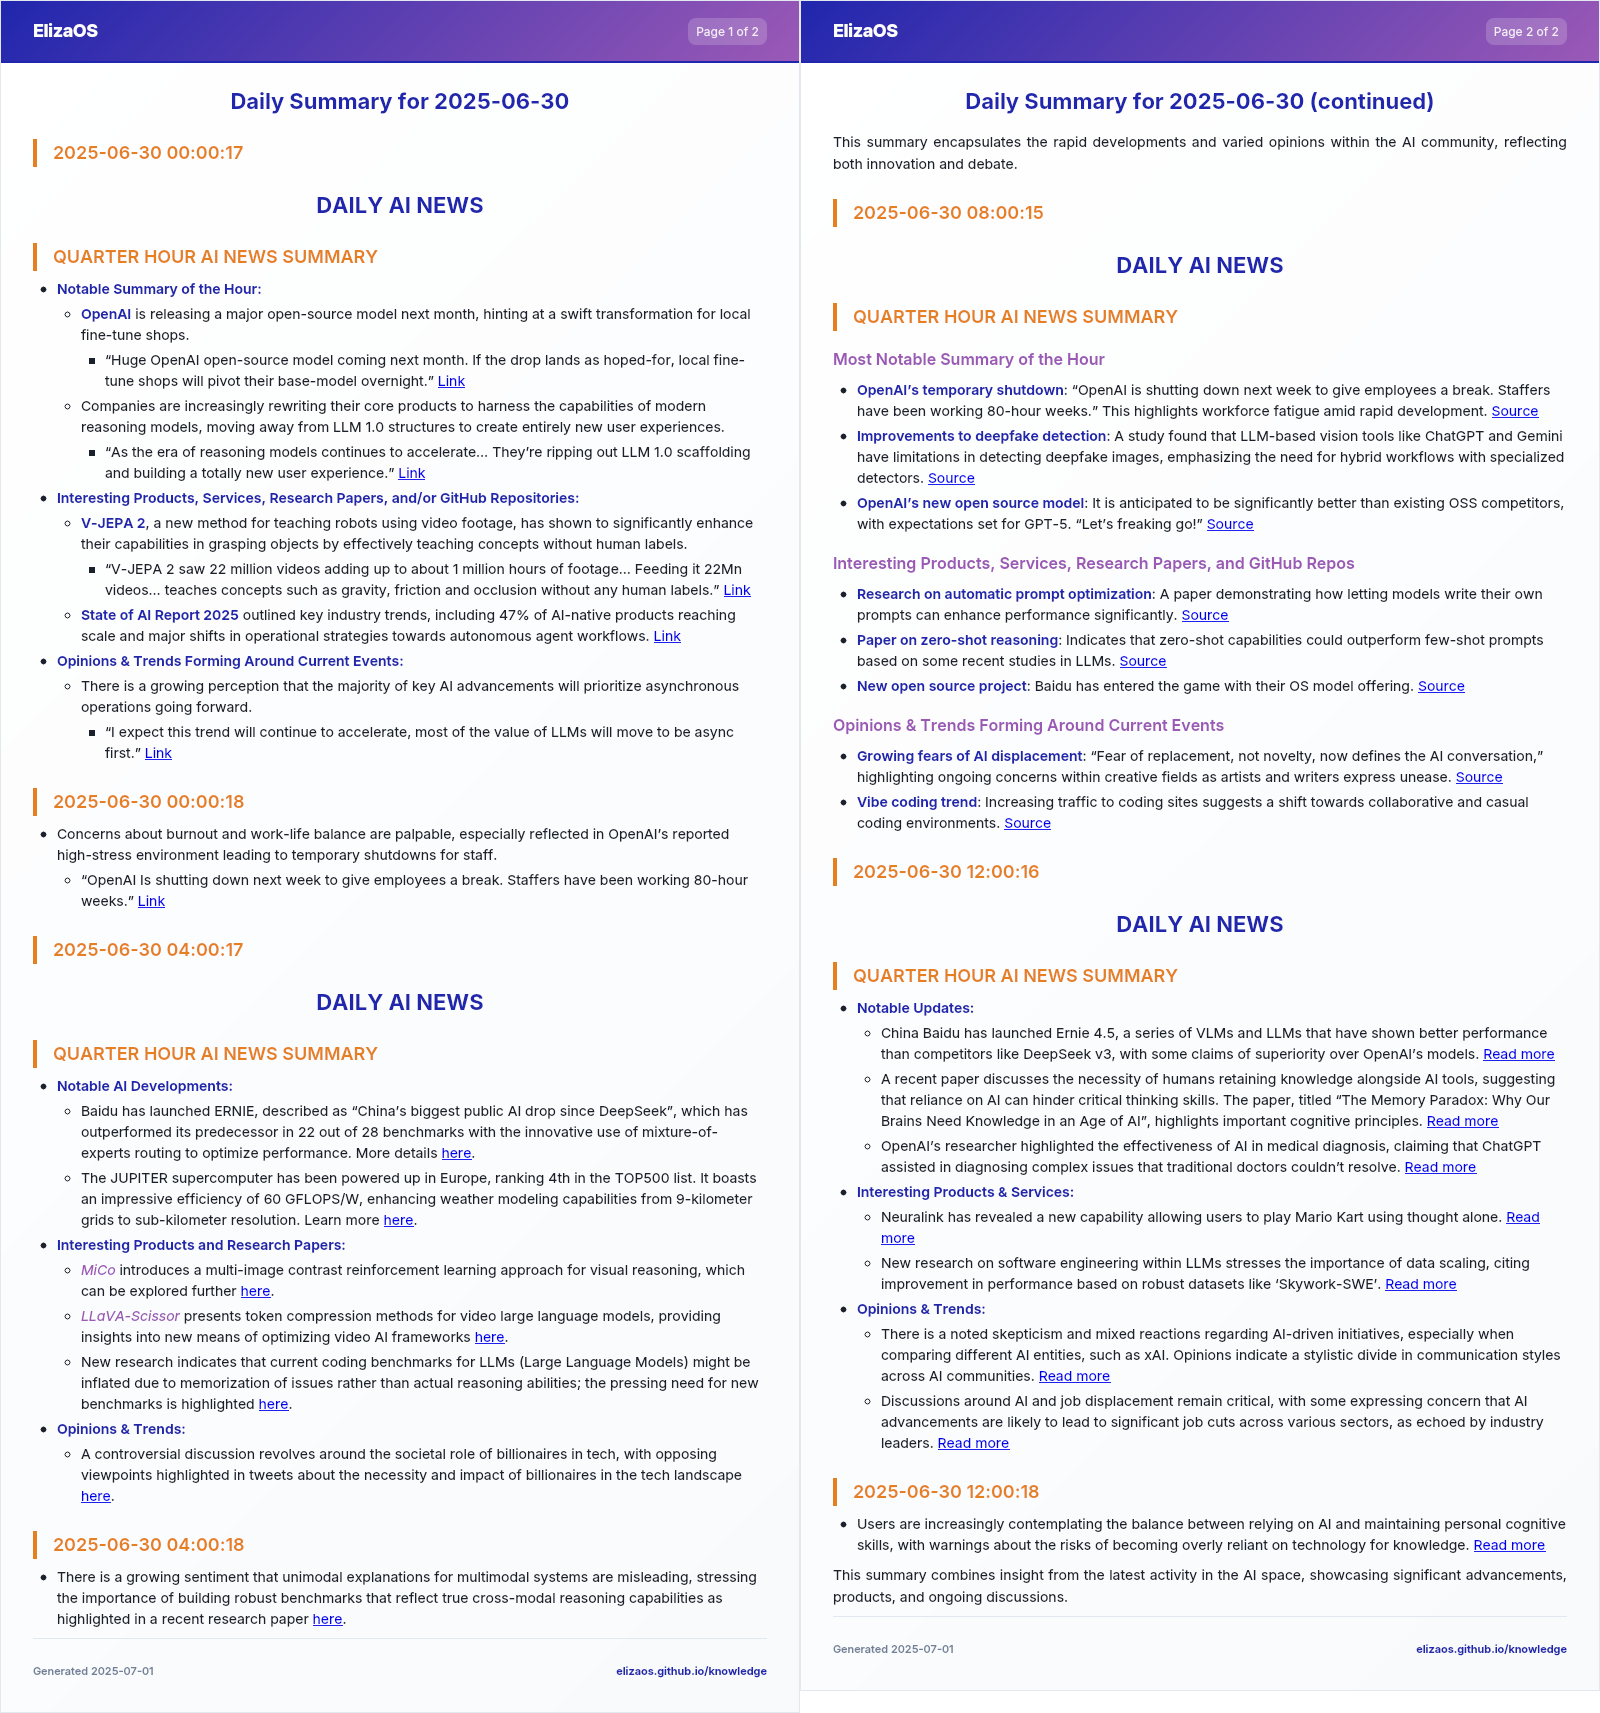 ElizaOS
Page 1 of 2
Daily Summary for 2025-06-30
2025-06-30 00:00:17
DAILY AI NEWS
QUARTER HOUR AI NEWS SUMMARY
Notable Summary of the Hour:
OpenAI is releasing a major open-source model next month, hinting at a swift transformation for local
fine-tune shops.
“Huge OpenAI open-source model coming next month. If the drop lands as hoped-for, local fine-
tune shops will pivot their base-model overnight.” Link
Companies are increasingly rewriting their core products to harness the capabilities of modern
reasoning models, moving away from LLM 1.0 structures to create entirely new user experiences.
“As the era of reasoning models continues to accelerate… They’re ripping out LLM 1.0 scaffolding
and building a totally new user experience.” Link
Interesting Products, Services, Research Papers, and/or GitHub Repositories:
V-JEPA 2, a new method for teaching robots using video footage, has shown to significantly enhance
their capabilities in grasping objects by effectively teaching concepts without human labels.
“V-JEPA 2 saw 22 million videos adding up to about 1 million hours of footage… Feeding it 22Mn
videos… teaches concepts such as gravity, friction and occlusion without any human labels.” Link
State of AI Report 2025 outlined key industry trends, including 47% of AI-native products reaching
scale and major shifts in operational strategies towards autonomous agent workflows. Link
Opinions & Trends Forming Around Current Events:
There is a growing perception that the majority of key AI advancements will prioritize asynchronous
operations going forward.
“I expect this trend will continue to accelerate, most of the value of LLMs will move to be async
first.” Link
2025-06-30 00:00:18
Concerns about burnout and work-life balance are palpable, especially reflected in OpenAI’s reported
high-stress environment leading to temporary shutdowns for staff.
“OpenAI Is shutting down next week to give employees a break. Staffers have been working 80-hour
weeks.” Link
2025-06-30 04:00:17
DAILY AI NEWS
QUARTER HOUR AI NEWS SUMMARY
Notable AI Developments:
Baidu has launched ERNIE, described as “China’s biggest public AI drop since DeepSeek”, which has
outperformed its predecessor in 22 out of 28 benchmarks with the innovative use of mixture-of-
experts routing to optimize performance. More details here.
The JUPITER supercomputer has been powered up in Europe, ranking 4th in the TOP500 list. It boasts
an impressive efficiency of 60 GFLOPS/W, enhancing weather modeling capabilities from 9-kilometer
grids to sub-kilometer resolution. Learn more here.
Interesting Products and Research Papers:
MiCo introduces a multi-image contrast reinforcement learning approach for visual reasoning, which
can be explored further here.
LLaVA-Scissor presents token compression methods for video large language models, providing
insights into new means of optimizing video AI frameworks here.
New research indicates that current coding benchmarks for LLMs (Large Language Models) might be
inflated due to memorization of issues rather than actual reasoning abilities; the pressing need for new
benchmarks is highlighted here.
Opinions & Trends:
A controversial discussion revolves around the societal role of billionaires in tech, with opposing
viewpoints highlighted in tweets about the necessity and impact of billionaires in the tech landscape
here.
2025-06-30 04:00:18
There is a growing sentiment that unimodal explanations for multimodal systems are misleading, stressing
the importance of building robust benchmarks that reflect true cross-modal reasoning capabilities as
highlighted in a recent research paper here.
Generated 2025-07-01
elizaos.github.io/knowledge
ElizaOS
Page 2 of 2
Daily Summary for 2025-06-30 (continued)
This summary encapsulates the rapid developments and varied opinions within the AI community, reflecting
both innovation and debate.
2025-06-30 08:00:15
DAILY AI NEWS
QUARTER HOUR AI NEWS SUMMARY
Most Notable Summary of the Hour
OpenAI’s temporary shutdown: “OpenAI is shutting down next week to give employees a break. Staffers
have been working 80-hour weeks.” This highlights workforce fatigue amid rapid development. Source
Improvements to deepfake detection: A study found that LLM-based vision tools like ChatGPT and Gemini
have limitations in detecting deepfake images, emphasizing the need for hybrid workflows with specialized
detectors. Source
OpenAI’s new open source model: It is anticipated to be significantly better than existing OSS competitors,
with expectations set for GPT-5. “Let’s freaking go!” Source
Interesting Products, Services, Research Papers, and GitHub Repos
Research on automatic prompt optimization: A paper demonstrating how letting models write their own
prompts can enhance performance significantly. Source
Paper on zero-shot reasoning: Indicates that zero-shot capabilities could outperform few-shot prompts
based on some recent studies in LLMs. Source
New open source project: Baidu has entered the game with their OS model offering. Source
Opinions & Trends Forming Around Current Events
Growing fears of AI displacement: “Fear of replacement, not novelty, now defines the AI conversation,”
highlighting ongoing concerns within creative fields as artists and writers express unease. Source
Vibe coding trend: Increasing traffic to coding sites suggests a shift towards collaborative and casual
coding environments. Source
2025-06-30 12:00:16
DAILY AI NEWS
QUARTER HOUR AI NEWS SUMMARY
Notable Updates:
China Baidu has launched Ernie 4.5, a series of VLMs and LLMs that have shown better performance
than competitors like DeepSeek v3, with some claims of superiority over OpenAI’s models. Read more
A recent paper discusses the necessity of humans retaining knowledge alongside AI tools, suggesting
that reliance on AI can hinder critical thinking skills. The paper, titled “The Memory Paradox: Why Our
Brains Need Knowledge in an Age of AI”, highlights important cognitive principles. Read more
OpenAI’s researcher highlighted the effectiveness of AI in medical diagnosis, claiming that ChatGPT
assisted in diagnosing complex issues that traditional doctors couldn’t resolve. Read more
Interesting Products & Services:
Neuralink has revealed a new capability allowing users to play Mario Kart using thought alone. Read
more
New research on software engineering within LLMs stresses the importance of data scaling, citing
improvement in performance based on robust datasets like ‘Skywork-SWE’. Read more
Opinions & Trends:
There is a noted skepticism and mixed reactions regarding AI-driven initiatives, especially when
comparing different AI entities, such as xAI. Opinions indicate a stylistic divide in communication styles
across AI communities. Read more
Discussions around AI and job displacement remain critical, with some expressing concern that AI
advancements are likely to lead to significant job cuts across various sectors, as echoed by industry
leaders. Read more
2025-06-30 12:00:18
Users are increasingly contemplating the balance between relying on AI and maintaining personal cognitive
skills, with warnings about the risks of becoming overly reliant on technology for knowledge. Read more
This summary combines insight from the latest activity in the AI space, showcasing significant advancements,
products, and ongoing discussions.
Generated 2025-07-01
elizaos.github.io/knowledge